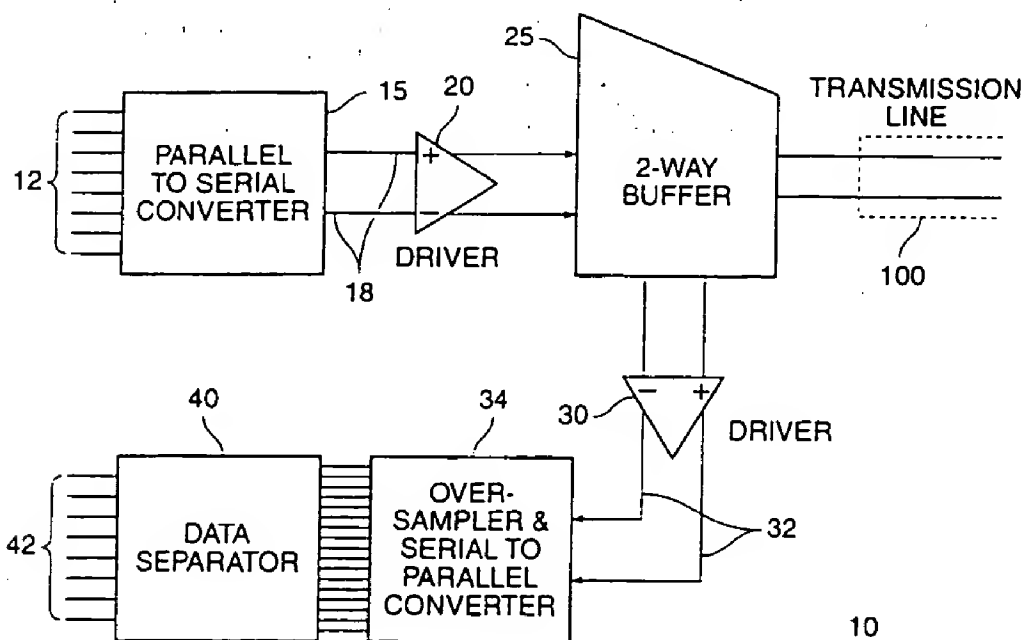 25
20
15
TRANSMISSION
LINE
12
PARALLEL
TO SERIAL
CONVERTER
+
−
2-WAY
BUFFER
DRIVER
18
100
− +
30
DRIVER
40
34
42
DATA
SEPARATOR
OVER-
SAMPLER &
SERIAL TO
PARALLEL
CONVERTER
32
10